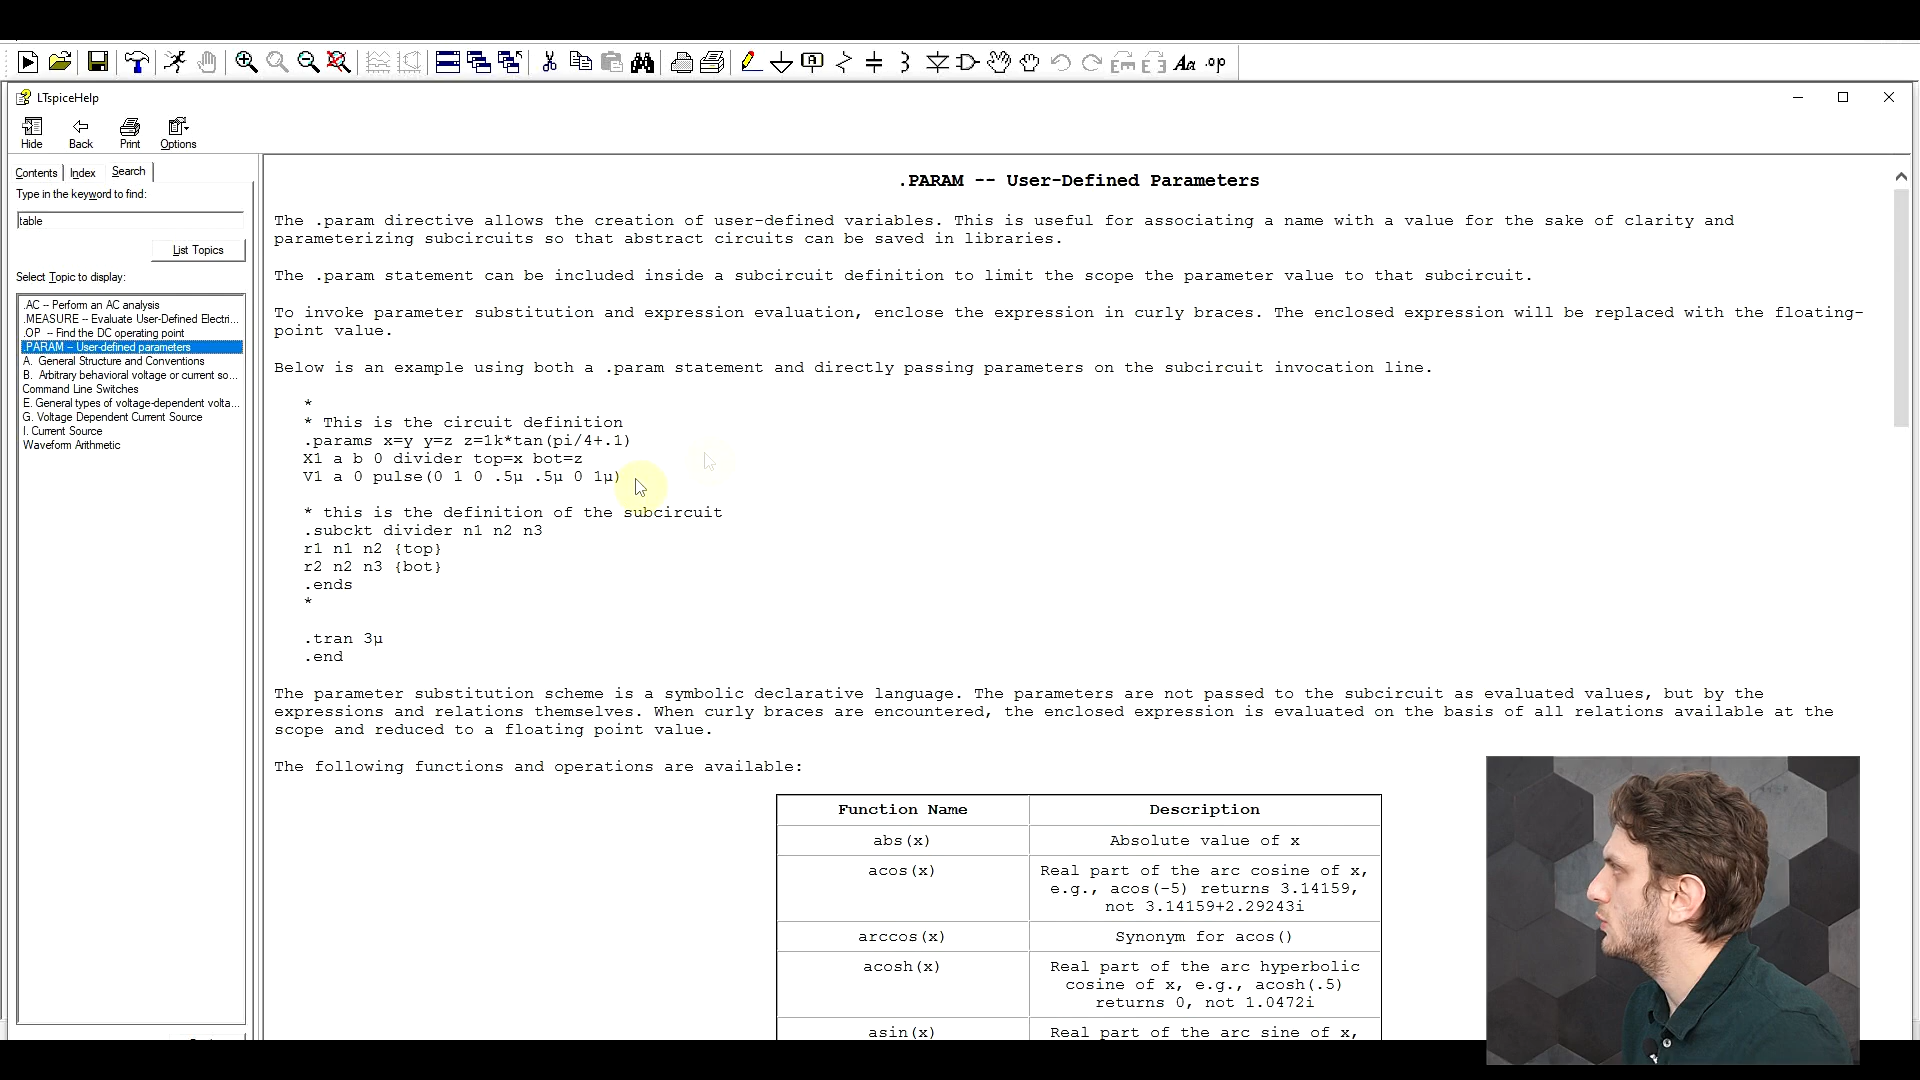 .op
LTspiceHelp
Hide Back Print Options
Contents Index Search
Type in the keyword to find:
table
List Topics
Select Topic to display:
.AC -- Perform an AC analysis
.MEASURE -- Evaluate User-Defined Electri...
.OP -- Find the DC operating point
.PARAM -- User-defined parameters
A. General Structure and Conventions
B. Arbitrary behavioral voltage or current so...
Command Line Switches
E. General types of voltage-dependent volta...
G. Voltage Dependent Current Source
I. Current Source
Waveform Arithmetic
.PARAM -- User-Defined Parameters
The .param directive allows the creation of user-defined variables. This is useful for associating a name with a value for the sake of clarity and
parameterizing subcircuits so that abstract circuits can be saved in libraries.
The .param statement can be included inside a subcircuit definition to limit the scope the parameter value to that subcircuit.
To invoke parameter substitution and expression evaluation, enclose the expression in curly braces. The enclosed expression will be replaced with the floating-
point value.
Below is an example using both a .param statement and directly passing parameters on the subcircuit invocation line.
*
* This is the circuit definition
.params x=y y=z z=1k*tan(pi/4+.1)
X1 a b 0 divider top=x bot=z
V1 a 0 pulse(0 1 0 .5µ .5µ 0 1µ)
* this is the definition of the subcircuit
.subckt divider n1 n2 n3
r1 n1 n2 {top}
r2 n2 n3 {bot}
.ends
*
.tran 3µ
.end
The parameter substitution scheme is a symbolic declarative language. The parameters are not passed to the subcircuit as evaluated values, but by the
expressions and relations themselves. When curly braces are encountered, the enclosed expression is evaluated on the basis of all relations available at the
scope and reduced to a floating point value.
The following functions and operations are available:
Function Name Description
abs(x) Absolute value of x
acos(x) Real part of the arc cosine of x,
e.g., acos(-5) returns 3.14159,
not 3.14159+2.29243i
arccos(x) Synonym for acos()
acosh(x) Real part of the arc hyperbolic
cosine of x, e.g., acosh(.5)
returns 0, not 1.0472i
asin(x) Real part of the arc sine of x,